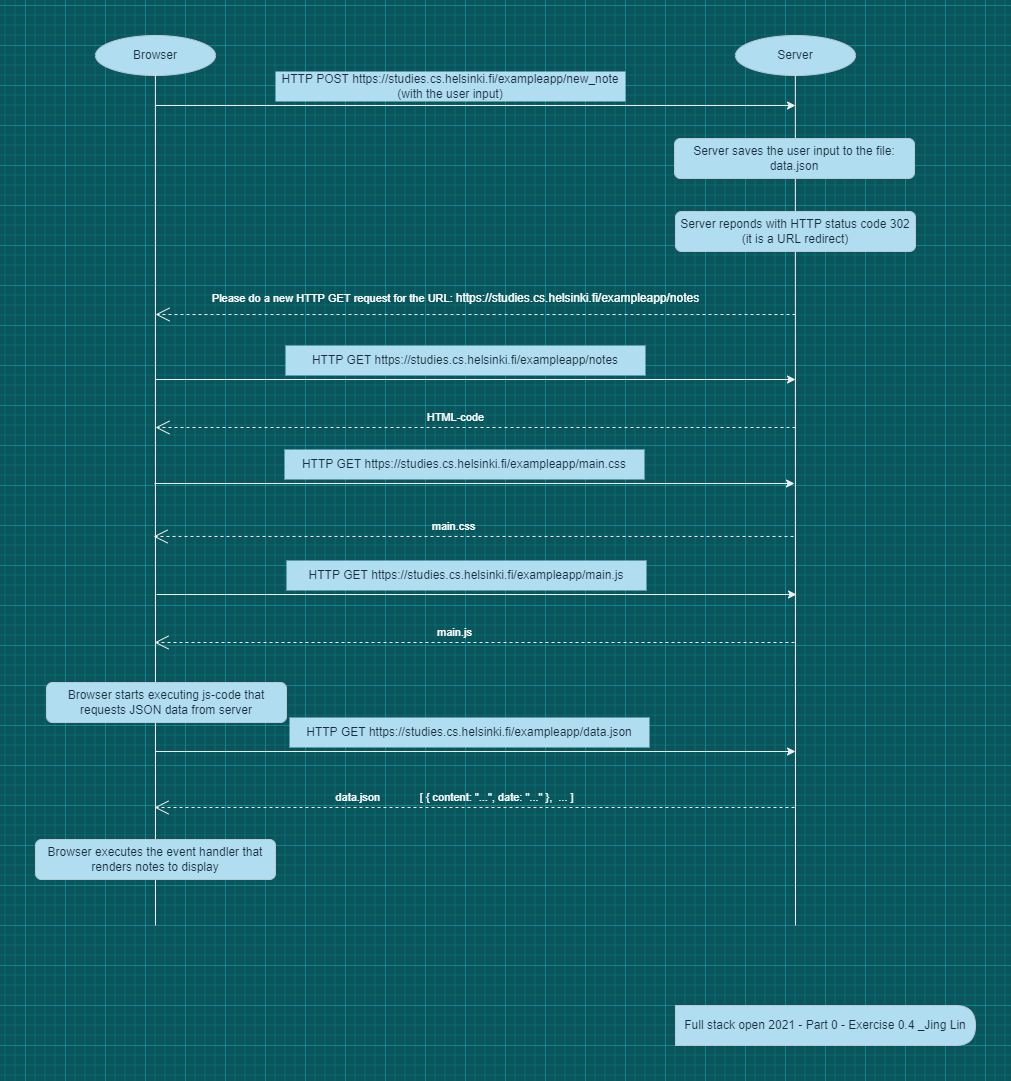 Browser
Server
HTTP POST https://studies.cs.helsinki.fi/exampleapp/new_note
(with the user input)
Server saves the user input to the file:
data.json
Server reponds with HTTP status code 302
(it is a URL redirect)
Please do a new HTTP GET request for the URL: https://studies.cs.helsinki.fi/exampleapp/notes
HTTP GET https://studies.cs.helsinki.fi/exampleapp/notes
HTML-code
HTTP GET https://studies.cs.helsinki.fi/exampleapp/main.css
main.css
HTTP GET https://studies.cs.helsinki.fi/exampleapp/main.js
main.js
Browser starts executing js-code that
requests JSON data from server
HTTP GET https://studies.cs.helsinki.fi/exampleapp/data.json
data.json [ { content: "...", date: "..." }, ... ]
Browser executes the event handler that
renders notes to display
Full stack open 2021 - Part 0 - Exercise 0.4 _Jing Lin